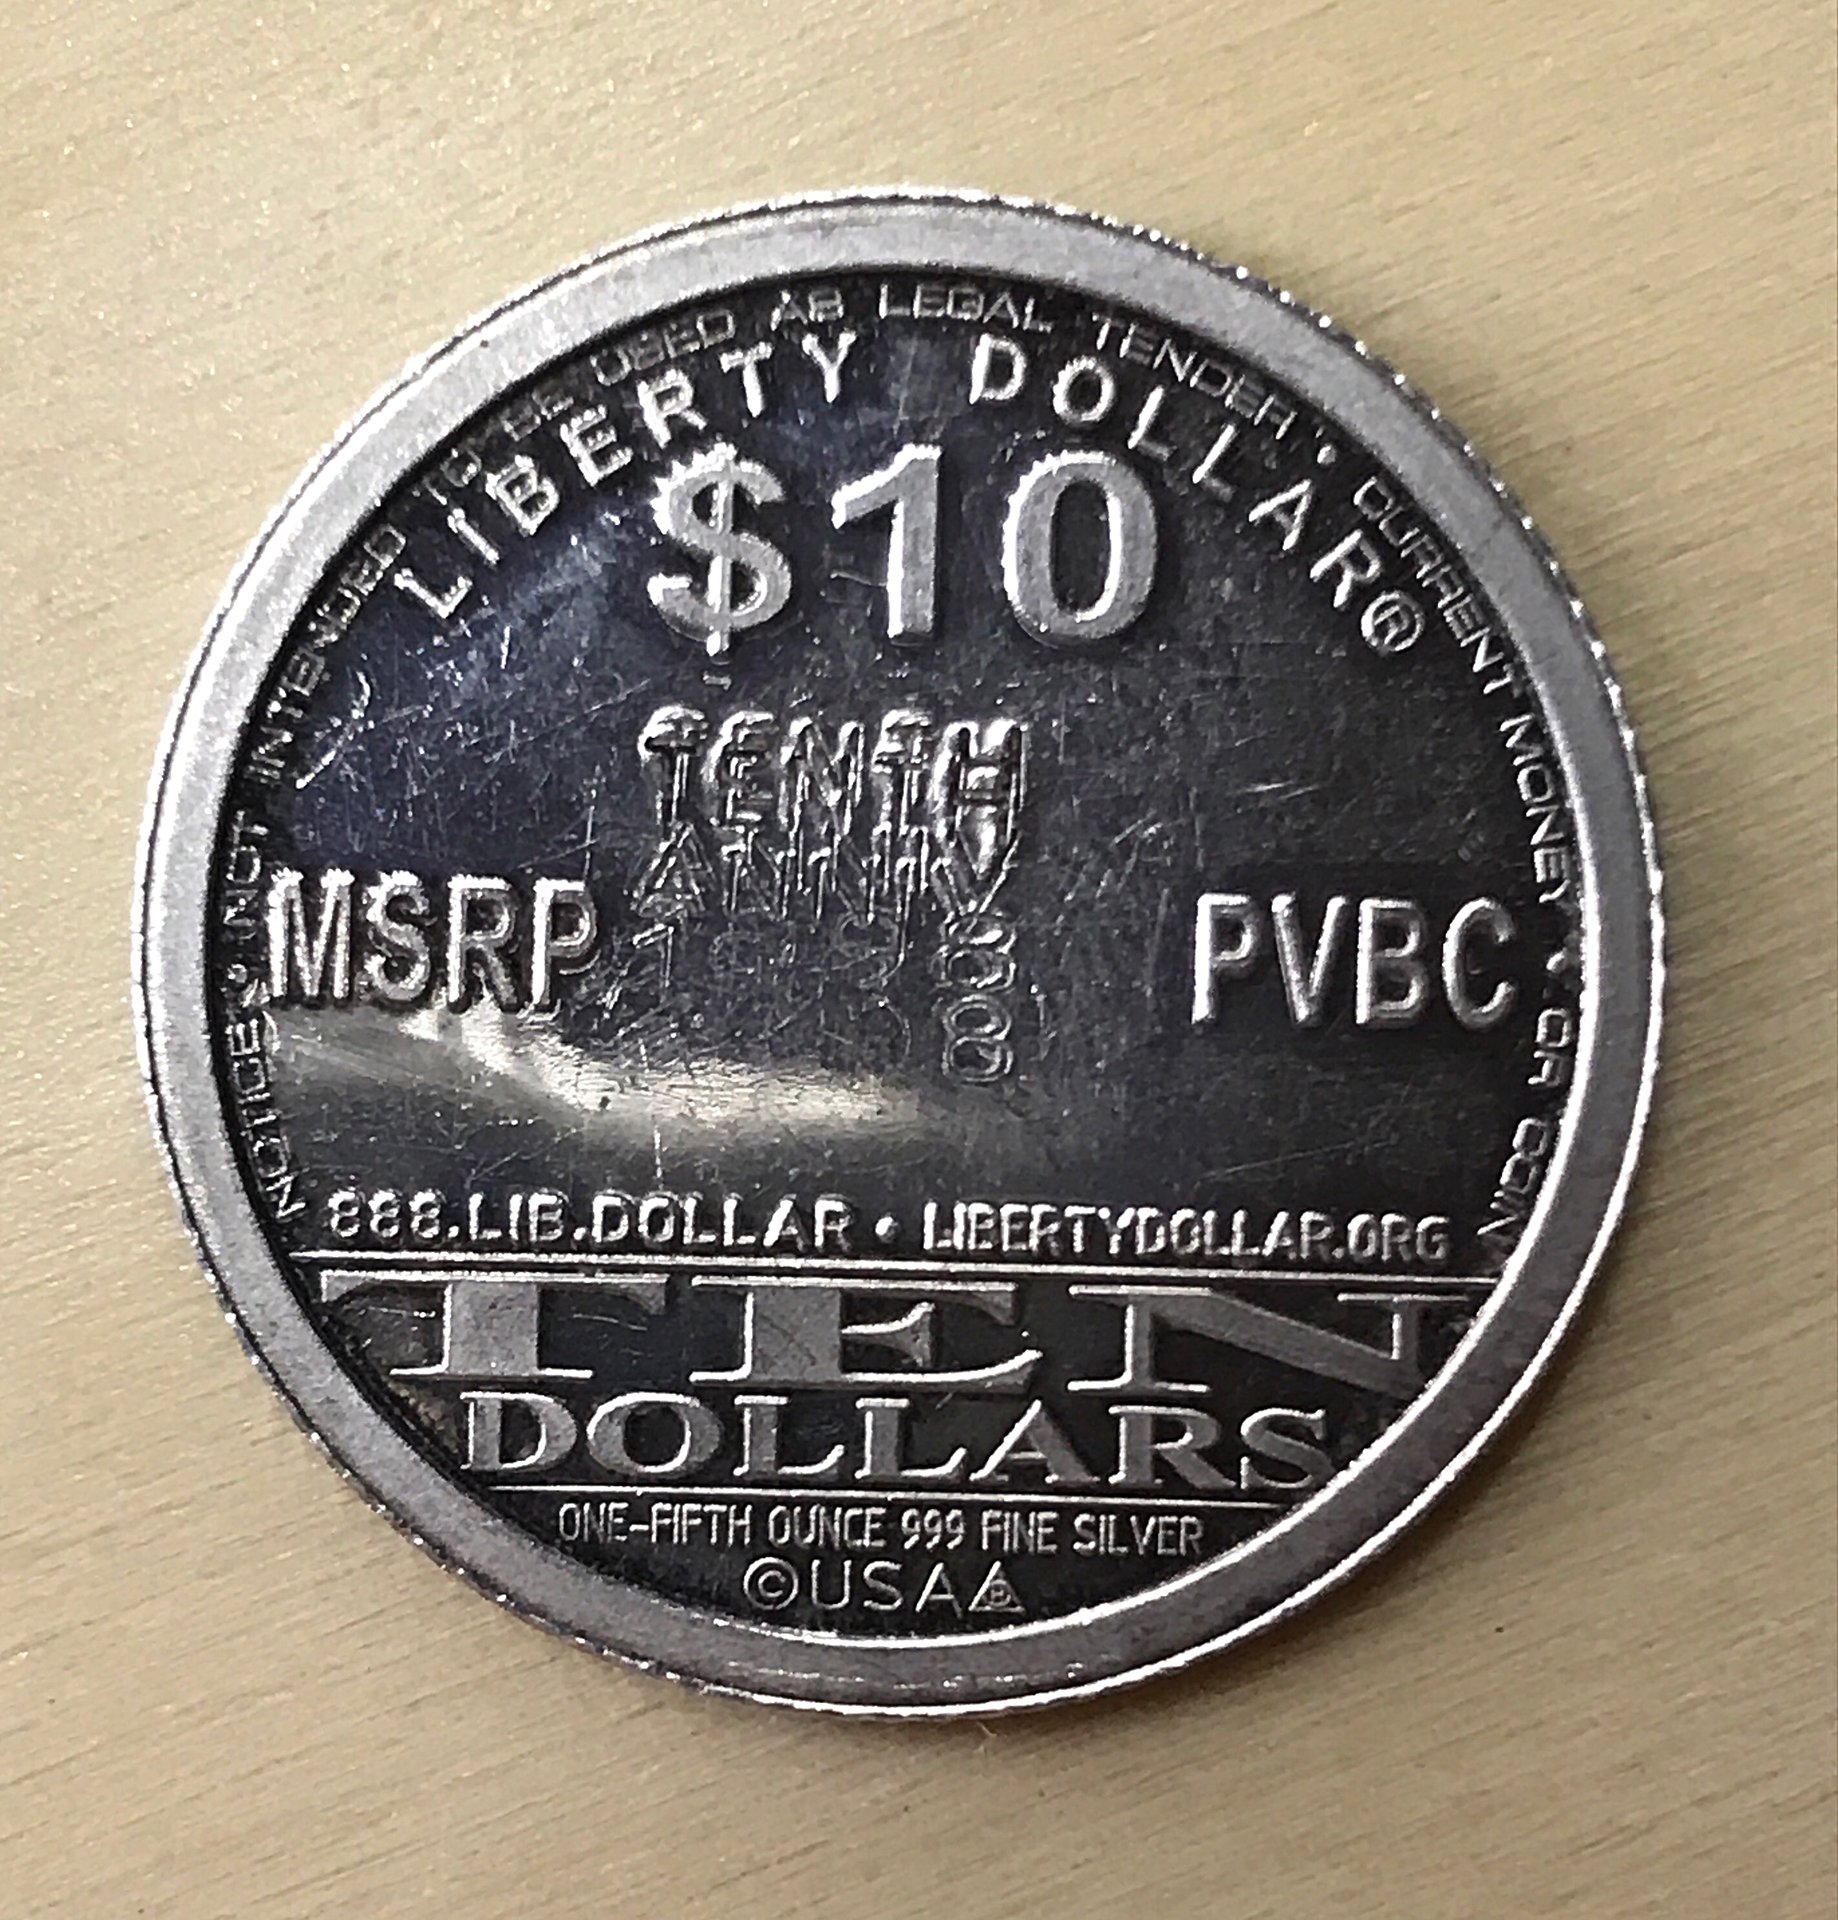 NOTICE: NOT INTENDED TO BE USED AS LEGAL TENDER • CURRENT MONEY • OR COIN
LIBERTY DOLLAR®
$10
TENTH
ANNIV
MSRP
PVBC
888.LIB.DOLLAR • LIBERTYDOLLAR.ORG
TEN
DOLLARS
ONE-FIFTH OUNCE 999 FINE SILVER
©USA